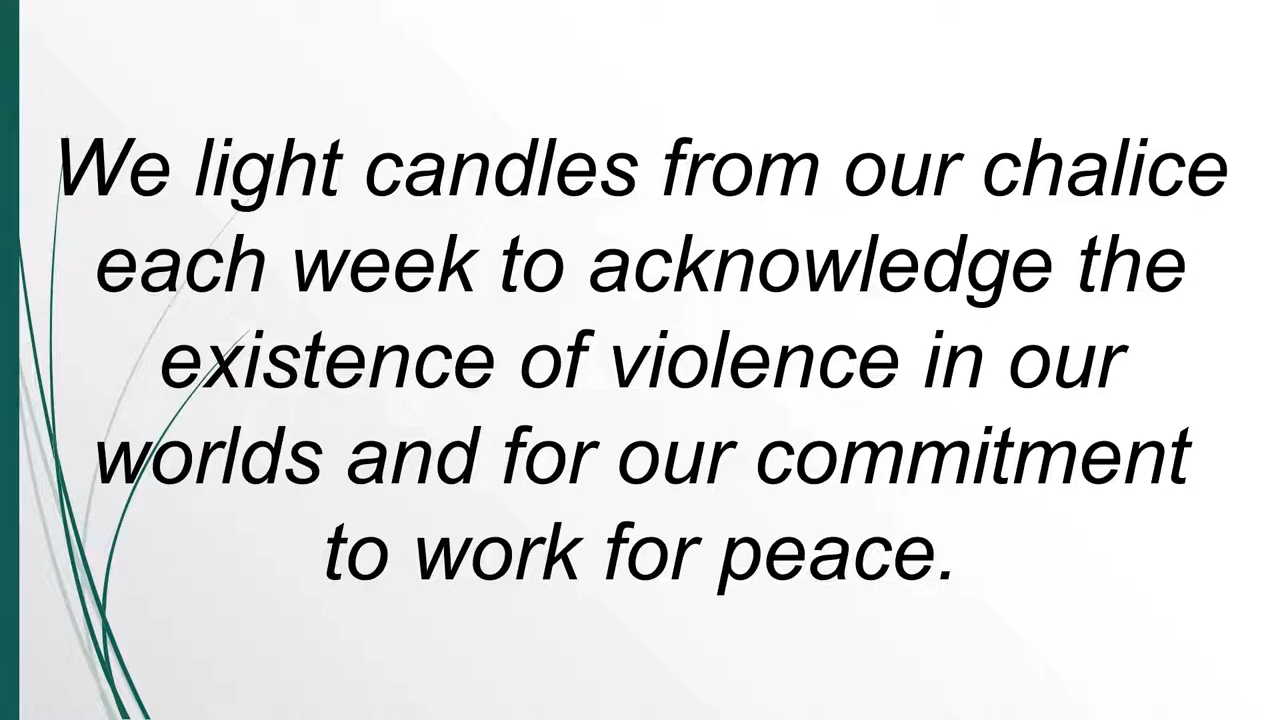 We light candles from our chalice
each week to acknowledge the
existence of violence in our
worlds and for our commitment
to work for peace.